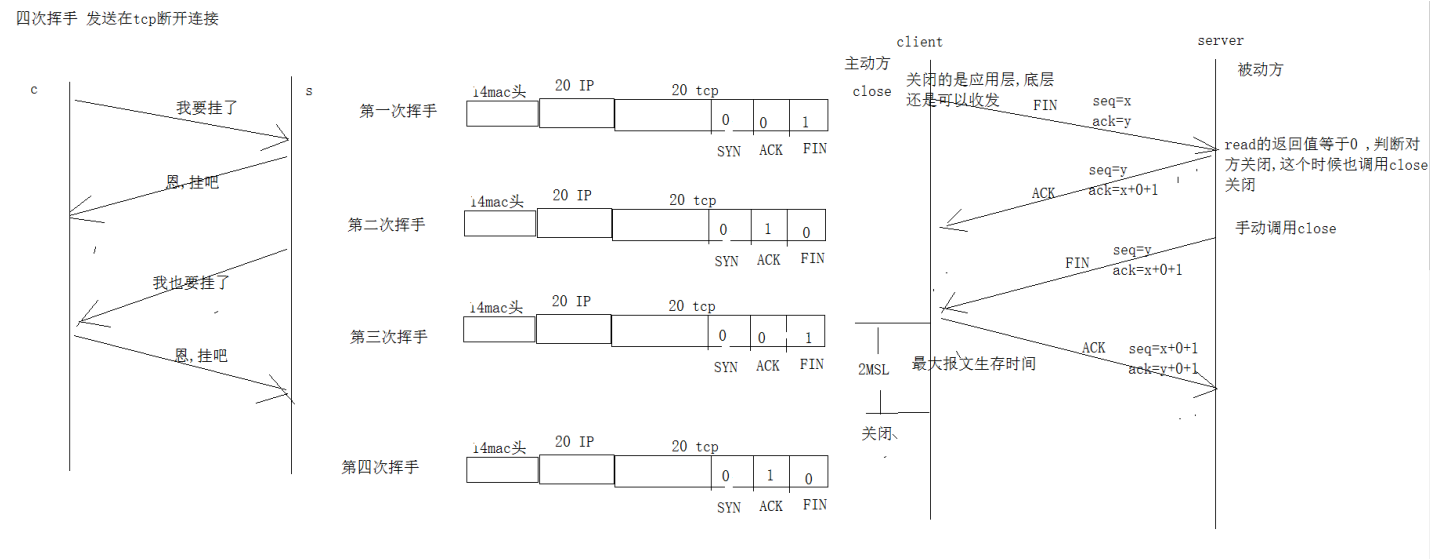 四次挥手 发送在tcp断开连接
c
s
我要挂了
恩,挂吧
我也要挂了
恩,挂吧
第一次挥手
14mac头
20 IP
20 tcp
0
0
1
SYN
ACK
FIN
第二次挥手
14mac头
20 IP
20 tcp
0
1
0
SYN
ACK
FIN
第三次挥手
14mac头
20 IP
20 tcp
0
0
1
SYN
ACK
FIN
第四次挥手
14mac头
20 IP
20 tcp
0
1
0
SYN
ACK
FIN
client
server
主动方
被动方
close
关闭的是应用层,底层
还是可以收发
FIN
seq=x
ack=y
read的返回值等于0 ,判断对
方关闭,这个时候也调用close
关闭
ACK
seq=y
ack=x+0+1
手动调用close
FIN
seq=y
ack=x+0+1
ACK
seq=x+0+1
ack=y+0+1
2MSL
最大报文生存时间
关闭、